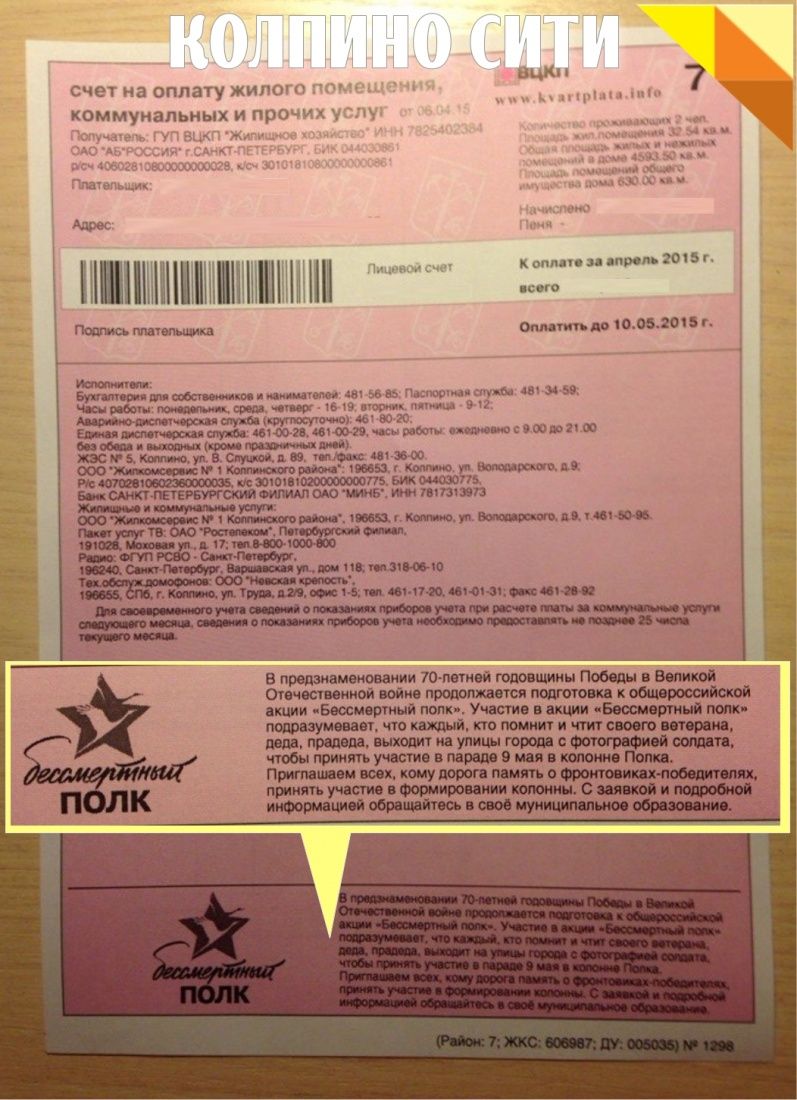 КОЛПИНО СИТИ
счет на оплату жилого помещения,
коммунальных и прочих услуг от 06.04.15
Получатель: ГУП ВЦКП "Жилищное хозяйство" ИНН 7825402384
ОАО "АБ"РОССИЯ" г.САНКТ-ПЕТЕРБУРГ, БИК 044030861
р/сч 40602810800000000028, к/сч 30101810800000000861
Плательщик:
Адрес:
ВЦКП 7
www.kvartplata.info
Количество проживающих 2 чел.
Площадь жил.помещения 32.54 кв.м.
Общая площадь жилых и нежилых
помещений в доме 4593.50 кв.м.
Площадь помещений общего
имущества дома 630.00 кв.м.
Начислено
Пеня -
Лицевой счет
К оплате за апрель 2015 г.
всего
Подпись плательщика
Оплатить до 10.05.2015 г.
Исполнители:
Бухгалтерия для собственников и нанимателей: 481-56-85; Паспортная служба: 481-34-59;
Часы работы: понедельник, среда, четверг - 16-19; вторник, пятница - 9-12;
Аварийно-диспетчерская служба (круглосуточно): 461-80-20;
Единая диспетчерская служба: 461-00-28, 461-00-29, часы работы: ежедневно с 9.00 до 21.00
без обеда и выходных (кроме праздничных дней).
ЖЭС № 5, Колпино, ул. В. Слуцкой, д. 89, тел./факс: 481-36-00.
ООО "Жилкомсервис № 1 Колпинского района": 196653, г. Колпино, ул. Володарского, д.9;
Р/с 40702810602360000035, к/с 30101810200000000775, БИК 044030775,
Банк САНКТ-ПЕТЕРБУРГСКИЙ ФИЛИАЛ ОАО "МИНБ", ИНН 7817313973
Жилищные и коммунальные услуги:
ООО "Жилкомсервис № 1 Колпинского района", 196653, г. Колпино, ул. Володарского, д.9, т.461-50-95.
Пакет услуг ТВ: ОАО "Ростелеком", Петербургский филиал,
191028, Моховая ул., д. 17; тел.8-800-1000-800
Радио: ФГУП РСВО - Санкт-Петербург,
196240, Санкт-Петербург, Варшавская ул., дом 118; тел.318-06-10
Тех.обслуж.домофонов: ООО "Невская крепость",
196655, СПб, г. Колпино, ул. Труда, д.2/9, офис 1-5; тел. 461-17-20, 461-01-31; факс 461-28-92
Для своевременного учета сведений о показаниях приборов учета при расчете платы за коммунальные услуги
следующего месяца, сведения о показаниях приборов учета необходимо предоставлять не позднее 25 числа
текущего месяца.
бессмертный
ПОЛК
В предзнаменовании 70-летней годовщины Победы в Великой
Отечественной войне продолжается подготовка к общероссийской
акции «Бессмертный полк». Участие в акции «Бессмертный полк»
подразумевает, что каждый, кто помнит и чтит своего ветерана,
деда, прадеда, выходит на улицы города с фотографией солдата,
чтобы принять участие в параде 9 мая в колонне Полка.
Приглашаем всех, кому дорога память о фронтовиках-победителях,
принять участие в формировании колонны. С заявкой и подробной
информацией обращайтесь в своё муниципальное образование.
бессмертный
ПОЛК
В предзнаменовании 70-летней годовщины Победы в Великой
Отечественной войне продолжается подготовка к общероссийской
акции «Бессмертный полк». Участие в акции «Бессмертный полк»
подразумевает, что каждый, кто помнит и чтит своего ветерана,
деда, прадеда, выходит на улицы города с фотографией солдата,
чтобы принять участие в параде 9 мая в колонне Полка.
Приглашаем всех, кому дорога память о фронтовиках-победителях,
принять участие в формировании колонны. С заявкой и подробной
информацией обращайтесь в своё муниципальное образование.
(Район: 7; ЖКС: 606987; ДУ: 005035) № 1298